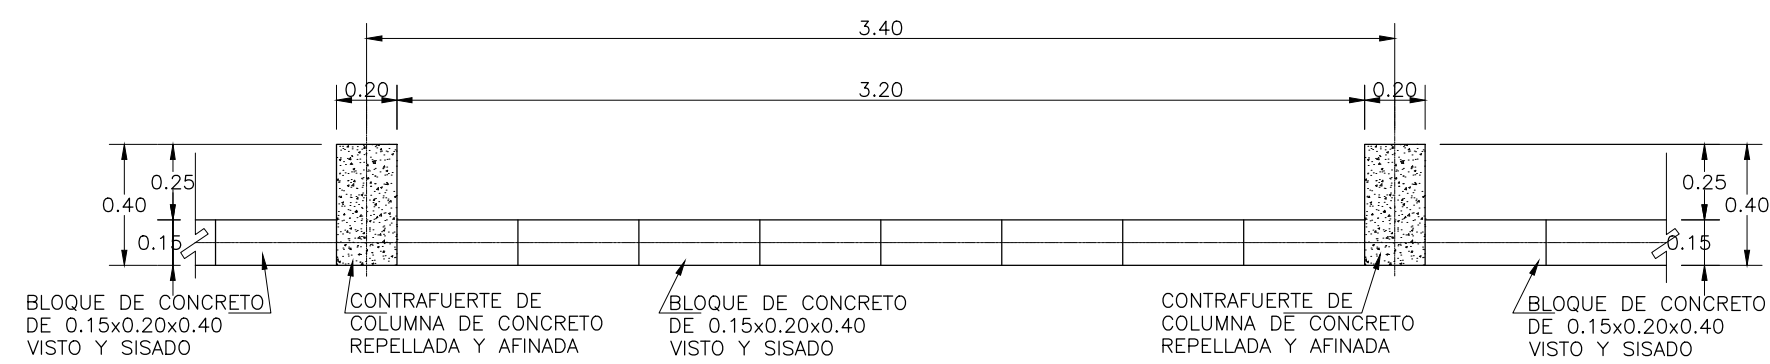 3.40
0.20
3.20
0.20
0.25
0.40
0.15
0.25
0.40
0.15
BLOQUE DE CONCRETO
DE 0.15x0.20x0.40
VISTO Y SISADO
CONTRAFUERTE DE
COLUMNA DE CONCRETO
REPELLADA Y AFINADA
BLOQUE DE CONCRETO
DE 0.15x0.20x0.40
VISTO Y SISADO
CONTRAFUERTE DE
COLUMNA DE CONCRETO
REPELLADA Y AFINADA
BLOQUE DE CONCRETO
DE 0.15x0.20x0.40
VISTO Y SISADO